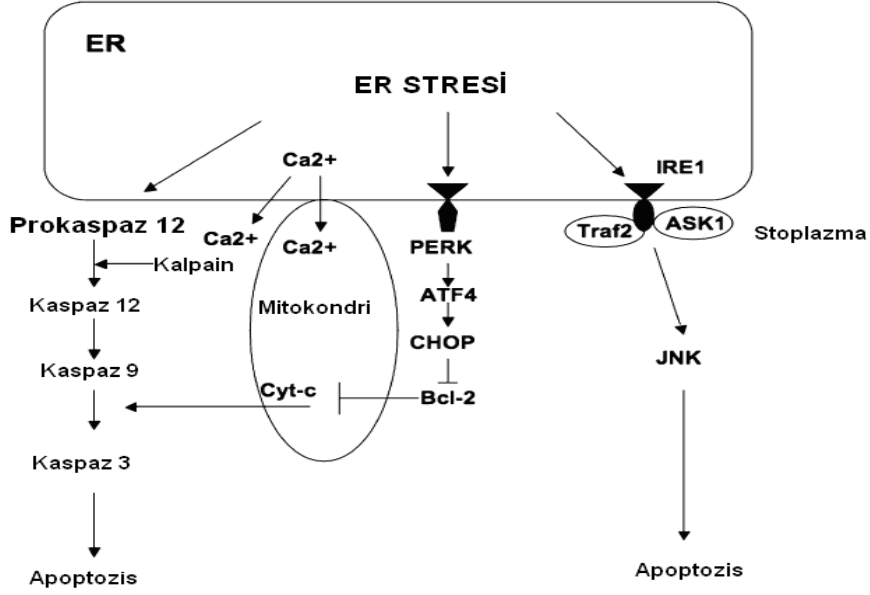 ER
ER STRESİ
Ca2+
IRE1
Prokaspaz 12
Ca2+
Ca2+
PERK
Traf2
ASK1
Stoplazma
Kalpain
Kaspaz 12
Mitokondri
ATF4
CHOP
JNK
Kaspaz 9
Cyt-c
Bcl-2
Kaspaz 3
Apoptozis
Apoptozis